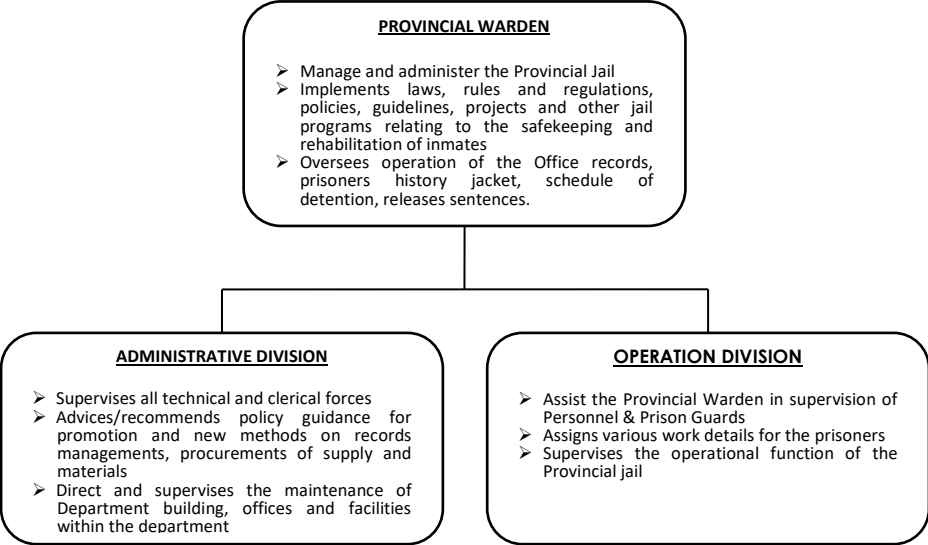 PROVINCIAL WARDEN
➢ Manage and administer the Provincial Jail
➢ Implements laws, rules and regulations,
policies, guidelines, projects and other jail
programs relating to the safekeeping and
rehabilitation of inmates
➢ Oversees operation of the Office records,
prisoners history jacket, schedule of
detention, releases sentences.
ADMINISTRATIVE DIVISION
➢ Supervises all technical and clerical forces
➢ Advices/recommends policy guidance for
promotion and new methods on records
managements, procurements of supply and
materials
➢ Direct and supervises the maintenance of
Department building, offices and facilities
within the department
OPERATION DIVISION
➢ Assist the Provincial Warden in supervision of
Personnel & Prison Guards
➢ Assigns various work details for the prisoners
➢ Supervises the operational function of the
Provincial jail